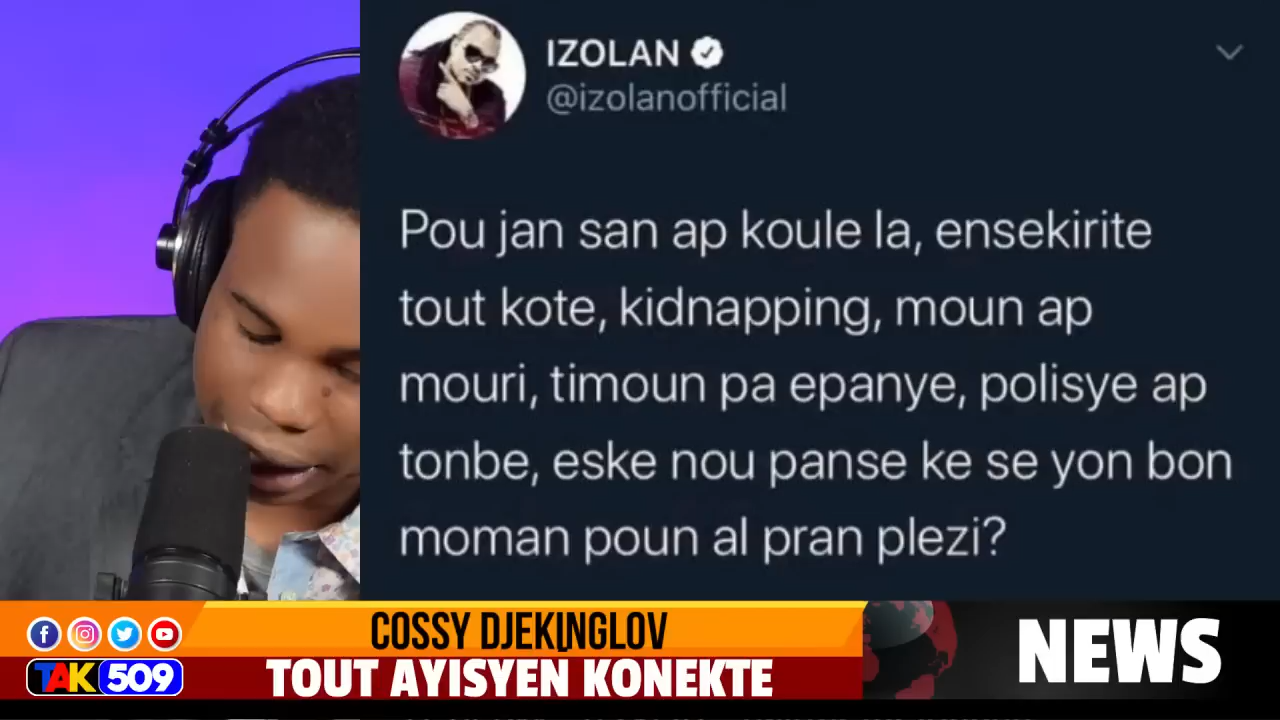 IZOLAN
@izolanofficial
Pou jan san ap koule la, ensekirite
tout kote, kidnapping, moun ap
mouri, timoun pa epanye, polisye ap
tonbe, eske nou panse ke se yon bon
moman poun al pran plezi?
COSSY DJEKINGLOV
TAK 509
TOUT AYISYEN KONEKTE
NEWS